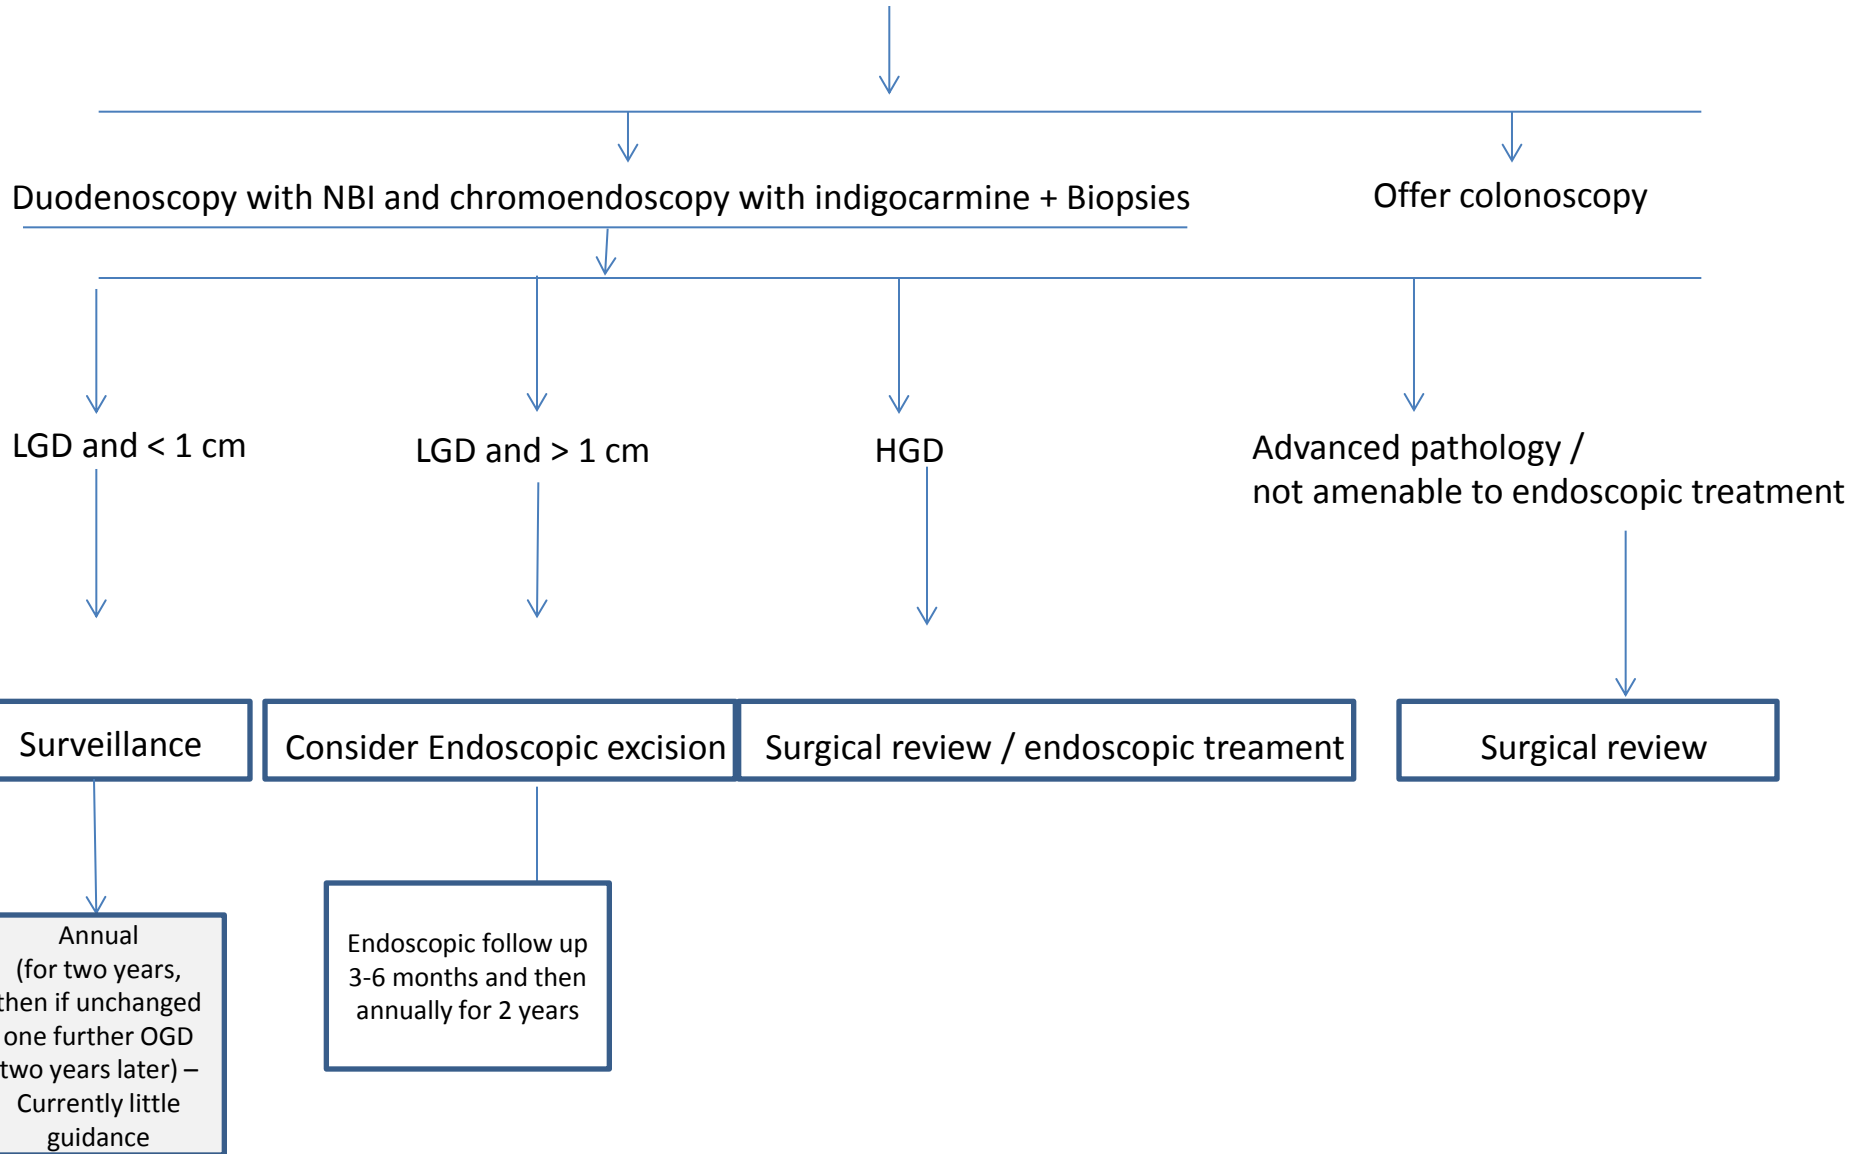 Duodenoscopy with NBI and chromoendoscopy with indigocarmine + Biopsies
Offer colonoscopy
LGD and < 1 cm
LGD and > 1 cm
HGD
Advanced pathology /
not amenable to endoscopic treatment
Surveillance
Consider Endoscopic excision
Surgical review / endoscopic treament
Surgical review
Annual
(for two years,
then if unchanged
one further OGD
two years later) –
Currently little
guidance
Endoscopic follow up
3-6 months and then
annually for 2 years